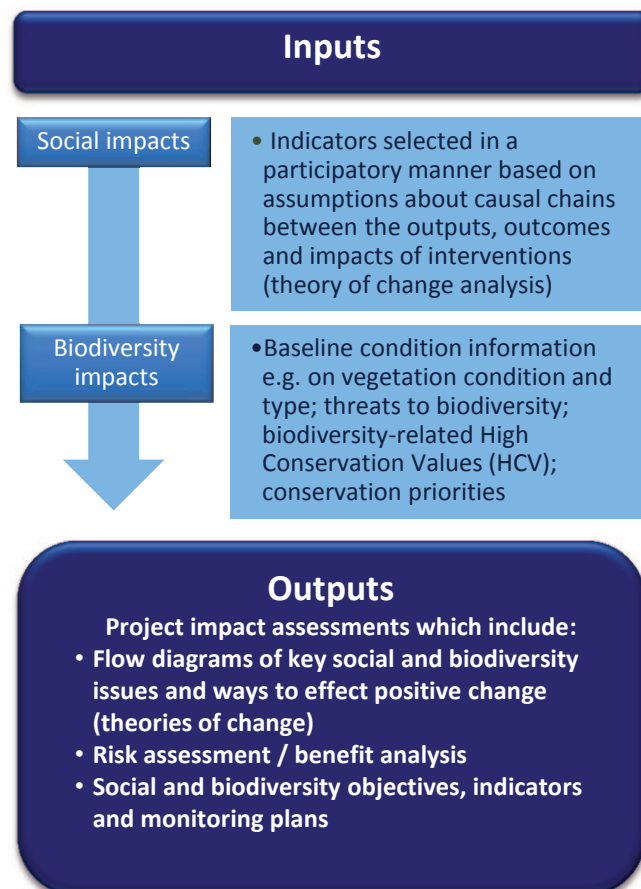 Inputs
Social impacts
• Indicators selected in a
participatory manner based on
assumptions about causal chains
between the outputs, outcomes
and impacts of interventions
(theory of change analysis)
Biodiversity
impacts
•Baseline condition information
e.g. on vegetation condition and
type; threats to biodiversity;
biodiversity-related High
Conservation Values (HCV);
conservation priorities
Outputs
Project impact assessments which include:
• Flow diagrams of key social and biodiversity
issues and ways to effect positive change
(theories of change)
• Risk assessment / benefit analysis
• Social and biodiversity objectives, indicators
and monitoring plans